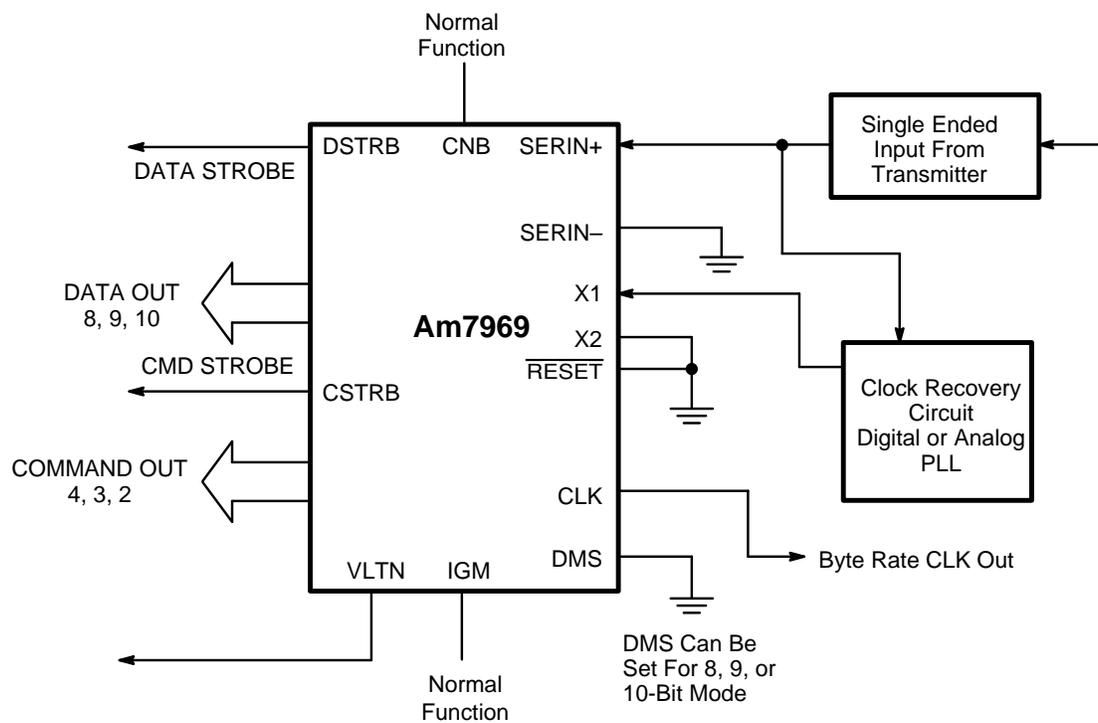 Normal
Function
DSTRB
CNB
SERIN+
DATA STROBE
Single Ended
Input From
Transmitter
SERIN–
DATA OUT
8, 9, 10
X1
Am7969
X2
RESET
CMD STROBE
CSTRB
Clock Recovery
Circuit
Digital or Analog
PLL
COMMAND OUT
4, 3, 2
CLK
DMS
Byte Rate CLK Out
VLTN
IGM
DMS Can Be
Set For 8, 9, or
10-Bit Mode
Normal
Function